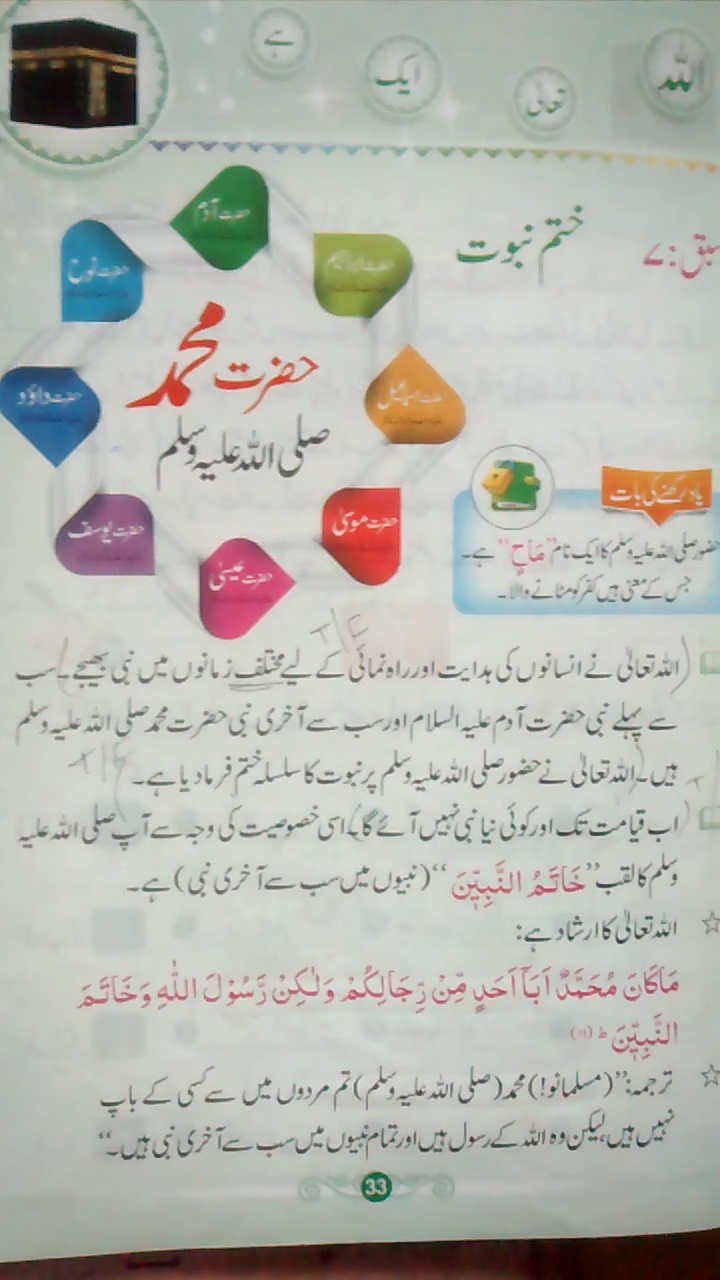 اللہ
تعالیٰ
ایک
ہے
سبق: ۷
ختم نبوت
حضرت آدمؑ
حضرت ابراہیمؑ
حضرت نوحؑ
حضرت اسماعیلؑ
حضرت داؤد
حضرت محمد
صلی اللہ علیہ وسلم
حضرت موسیٰ
حضرت یوسف
حضرت عیسیٰ
یاد رکھنے کی بات
حضور صلی اللہ علیہ وسلم کا ایک نام ”مَاحٍ“ ہے۔
جس کے معنی ہیں کفر کو مٹانے والا۔
T/F
(اللہ تعالیٰ نے انسانوں کی ہدایت اور راہ نمائی کے لیے مختلف زمانوں میں نبی بھیجے۔) سب
سے پہلے نبی حضرت آدم علیہ السلام اور سب سے آخری نبی حضرت محمد صلی اللہ علیہ وسلم
ہیں۔ (اللہ تعالیٰ نے حضور صلی اللہ علیہ وسلم پر نبوت کا سلسلہ ختم فرما دیا ہے۔
(اب قیامت تک اور کوئی نیا نبی نہیں آئے گا) اسی خصوصیت کی وجہ سے آپ صلی اللہ علیہ
وسلم کا لقب ”خَاتَمُ النَّبِیّٖنَ“ (نبیوں میں سب سے آخری نبی) ہے۔
☆ اللہ تعالیٰ کا ارشاد ہے:
مَاکَانَ مُحَمَّدٌ اَبَآ اَحَدٍ مِّنْ رِّجَالِکُمْ وَلٰکِنْ رَّسُوْلَ اللّٰهِ وَخَاتَمَ
النَّبِیّٖنَ ؕ (۱۱)
☆ ترجمہ: ”(مسلمانو!) محمد (صلی اللہ علیہ وسلم) تم مردوں میں سے کسی کے باپ
نہیں ہیں، لیکن وہ اللہ کے رسول ہیں اور تمام نبیوں میں سب سے آخری نبی ہیں۔“
33